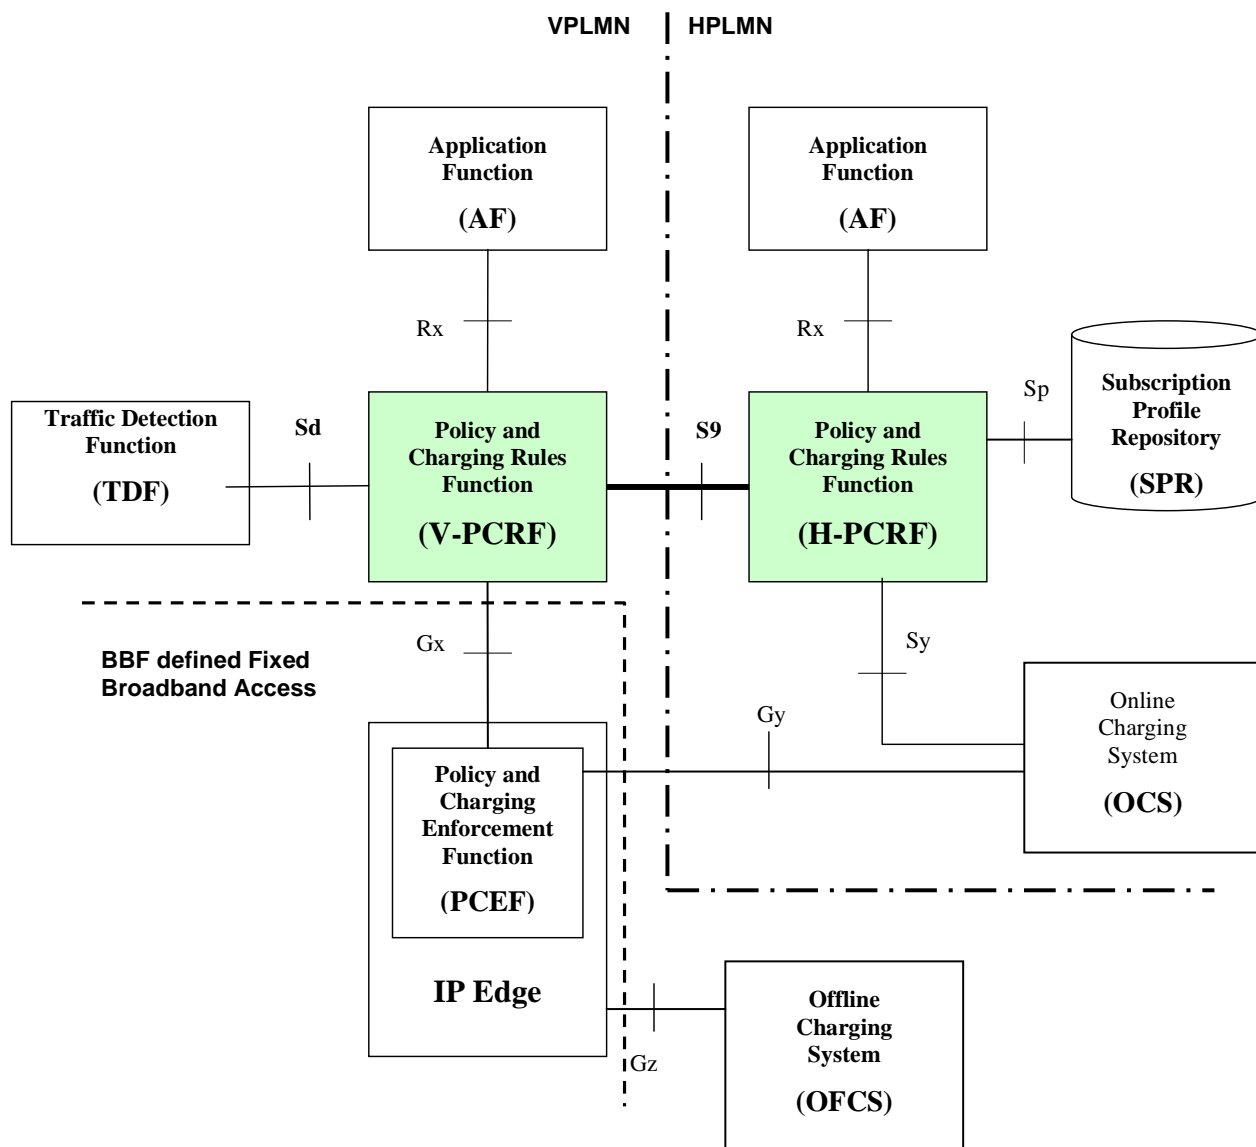 VPLMN
HPLMN
Application
Function
(AF)
Application
Function
(AF)
Rx
Rx
Traffic Detection
Function
(TDF)
Sd
Policy and
Charging Rules
Function
(V-PCRF)
S9
Policy and
Charging Rules
Function
(H-PCRF)
Sp
Subscription
Profile
Repository
(SPR)
BBF defined Fixed
Broadband Access
Gx
Sy
Policy and
Charging
Enforcement
Function
(PCEF)
IP Edge
Gy
Online
Charging
System
(OCS)
Gz
Offline
Charging
System
(OFCS)